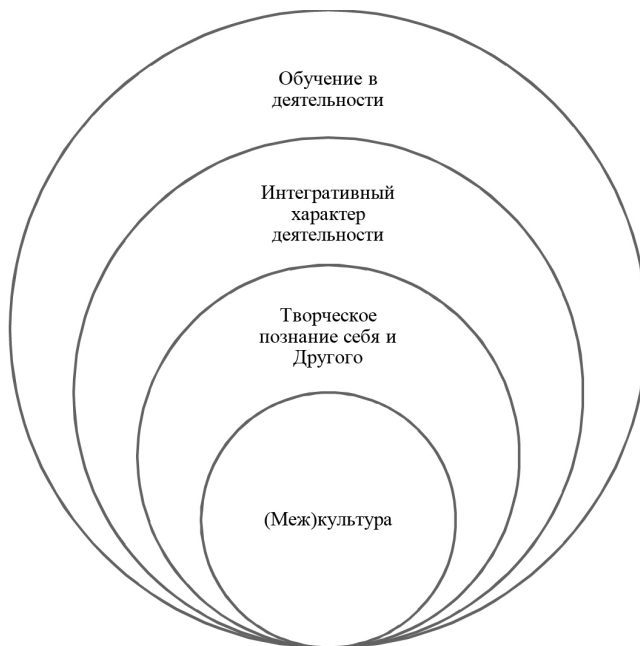 Обучение в
деятельности
Интегративный
характер
деятельности
Творческое
познание себя и
Другого
(Меж)культура